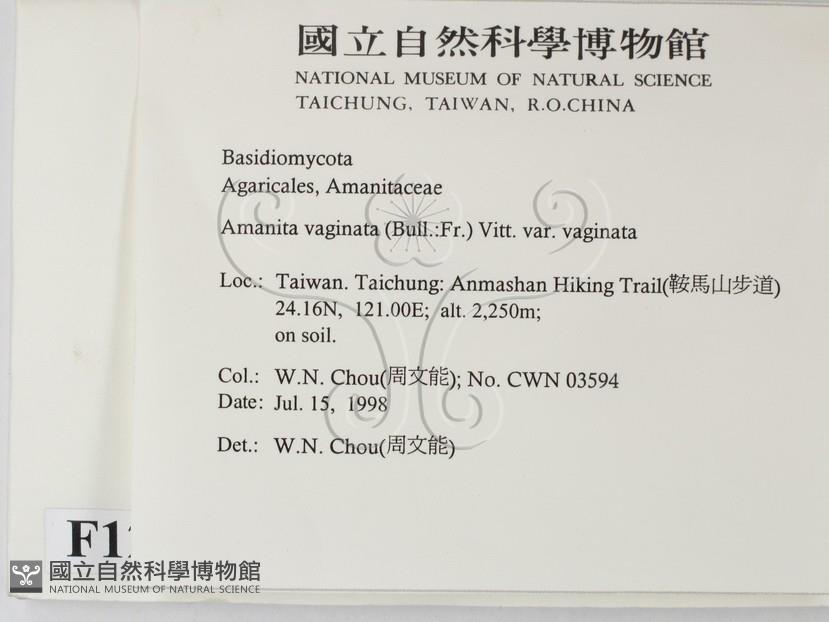 國立自然科學博物館
NATIONAL MUSEUM OF NATURAL SCIENCE
TAICHUNG, TAIWAN, R.O.CHINA
Basidiomycota
Agaricales, Amanitaceae
Amanita vaginata (Bull.:Fr.) Vitt. var. vaginata
Loc.: Taiwan. Taichung: Anmashan Hiking Trail(鞍馬山步道)
24.16N, 121.00E; alt. 2,250m;
on soil.
Col.: W.N. Chou(周文能); No. CWN 03594
Date: Jul. 15, 1998
Det.: W.N. Chou(周文能)
國立自然科學博物館
NATIONAL MUSEUM OF NATURAL SCIENCE